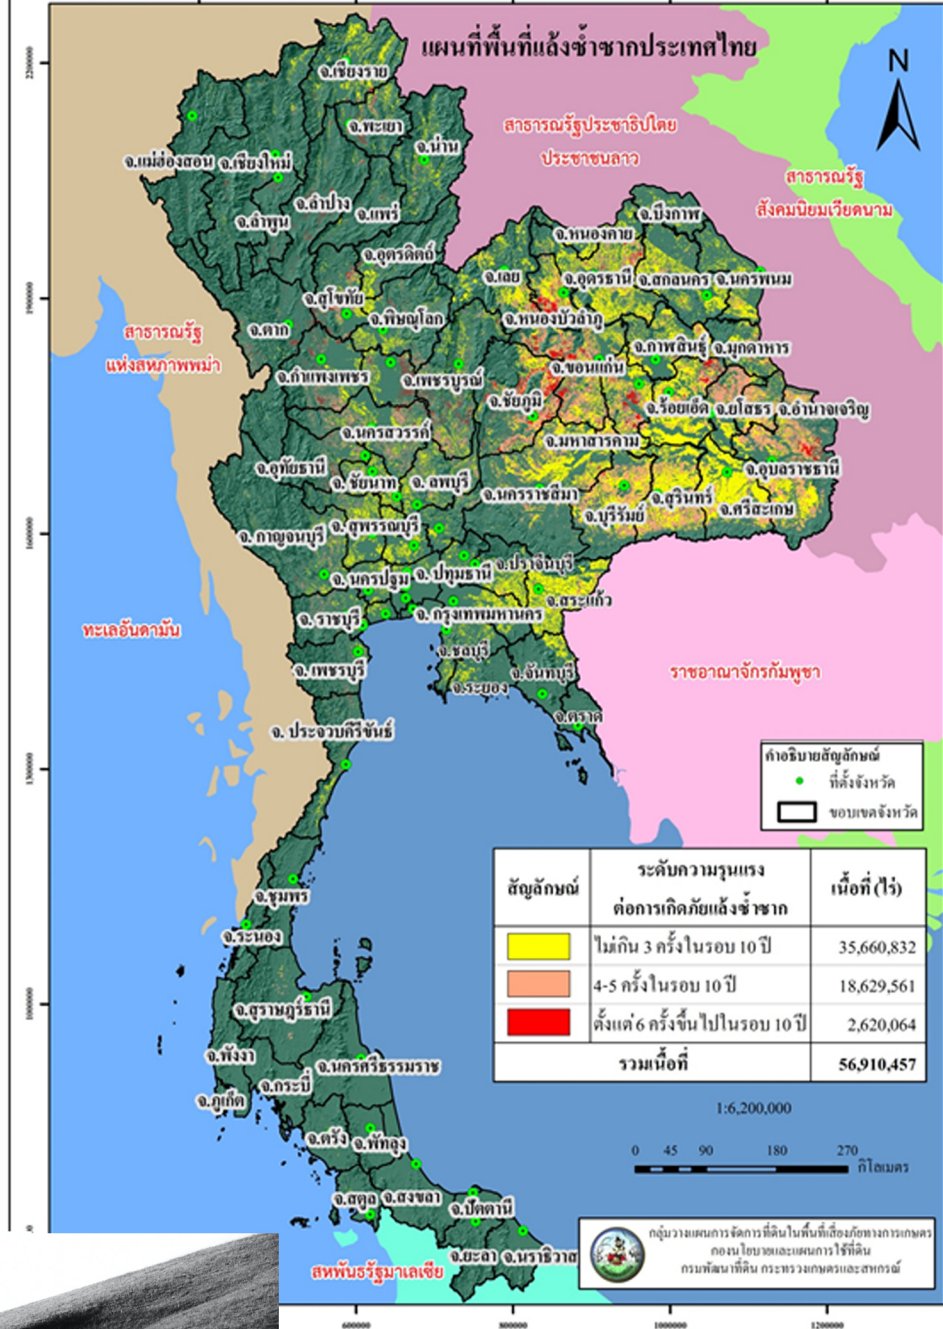 แผนที่พื้นที่แล้งซ้ำซากประเทศไทย
N
สาธารณรัฐประชาธิปไตย
ประชาชนลาว
สาธารณรัฐ
สังคมนิยมเวียดนาม
สาธารณรัฐ
แห่งสหภาพพม่า
ทะเลอันดามัน
ราชอาณาจักรกัมพูชา
สหพันธรัฐมาเลเซีย
จ.เชียงราย
จ.พะเยา
จ.น่าน
จ.แม่ฮ่องสอน
จ.เชียงใหม่
จ.ลำปาง
จ.ลำพูน
จ.แพร่
จ.อุตรดิตถ์
จ.บึงกาฬ
จ.หนองคาย
จ.เลย
จ.อุดรธานี
จ.สกลนคร
จ.นครพนม
จ.สุโขทัย
จ.ตาก
จ.พิษณุโลก
จ.หนองบัวลำภู
จ.กาฬสินธุ์
จ.มุกดาหาร
จ.กำแพงเพชร
จ.เพชรบูรณ์
จ.ขอนแก่น
จ.ชัยภูมิ
จ.ร้อยเอ็ด
จ.ยโสธร
จ.อำนาจเจริญ
จ.นครสวรรค์
จ.มหาสารคาม
จ.อุทัยธานี
จ. ชัยนาท
จ. ลพบุรี
จ.นครราชสีมา
จ.อุบลราชธานี
จ.บุรีรัมย์
จ.สุรินทร์
จ.ศรีสะเกษ
จ. กาญจนบุรี
จ. สุพรรณบุรี
จ. นครปฐม
จ. ปทุมธานี
จ.ปราจีนบุรี
จ.สระแก้ว
จ. ราชบุรี
จ. กรุงเทพมหานคร
จ. เพชรบุรี
จ.ชลบุรี
จ.ระยอง
จ.จันทบุรี
จ.ตราด
จ. ประจวบคีรีขันธ์
จ.ชุมพร
จ.ระนอง
จ.สุราษฎร์ธานี
จ.พังงา
จ.นครศรีธรรมราช
จ.กระบี่
จ.ภูเก็ต
จ.ตรัง
จ.พัทลุง
จ.สตูล
จ.สงขลา
จ.ปัตตานี
จ.ยะลา
จ.นราธิวาส
คำอธิบายสัญลักษณ์
ที่ตั้งจังหวัด
ขอบเขตจังหวัด
สัญลักษณ์ ระดับความรุนแรง ต่อการเกิดภัยแล้งซ้ำซาก เนื้อที่ (ไร่)
ไม่เกิน 3 ครั้งในรอบ 10 ปี 35,660,832
4-5 ครั้งในรอบ 10 ปี 18,629,561
ตั้งแต่ 6 ครั้งขึ้นไปในรอบ 10 ปี 2,620,064
รวมเนื้อที่ 56,910,457
1:6,200,000
0 45 90 180 270
กิโลเมตร
กลุ่มวางแผนการจัดการที่ดินในพื้นที่เสี่ยงภัยทางการเกษตร
กองนโยบายและแผนการใช้ที่ดิน
กรมพัฒนาที่ดิน กระทรวงเกษตรและสหกรณ์
2200000
1900000
1600000
1300000
1000000
600000 800000 1000000 1200000